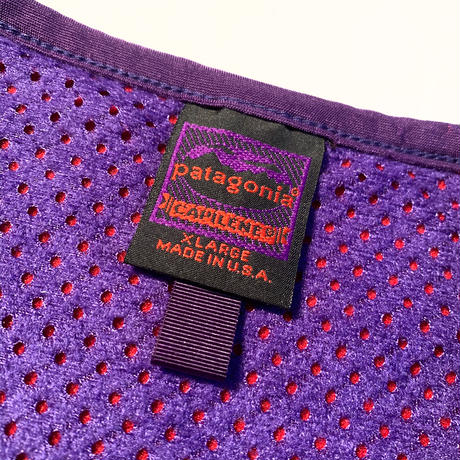 patagonia®
CAPILENE®
XLARGE
MADE IN U.S.A.